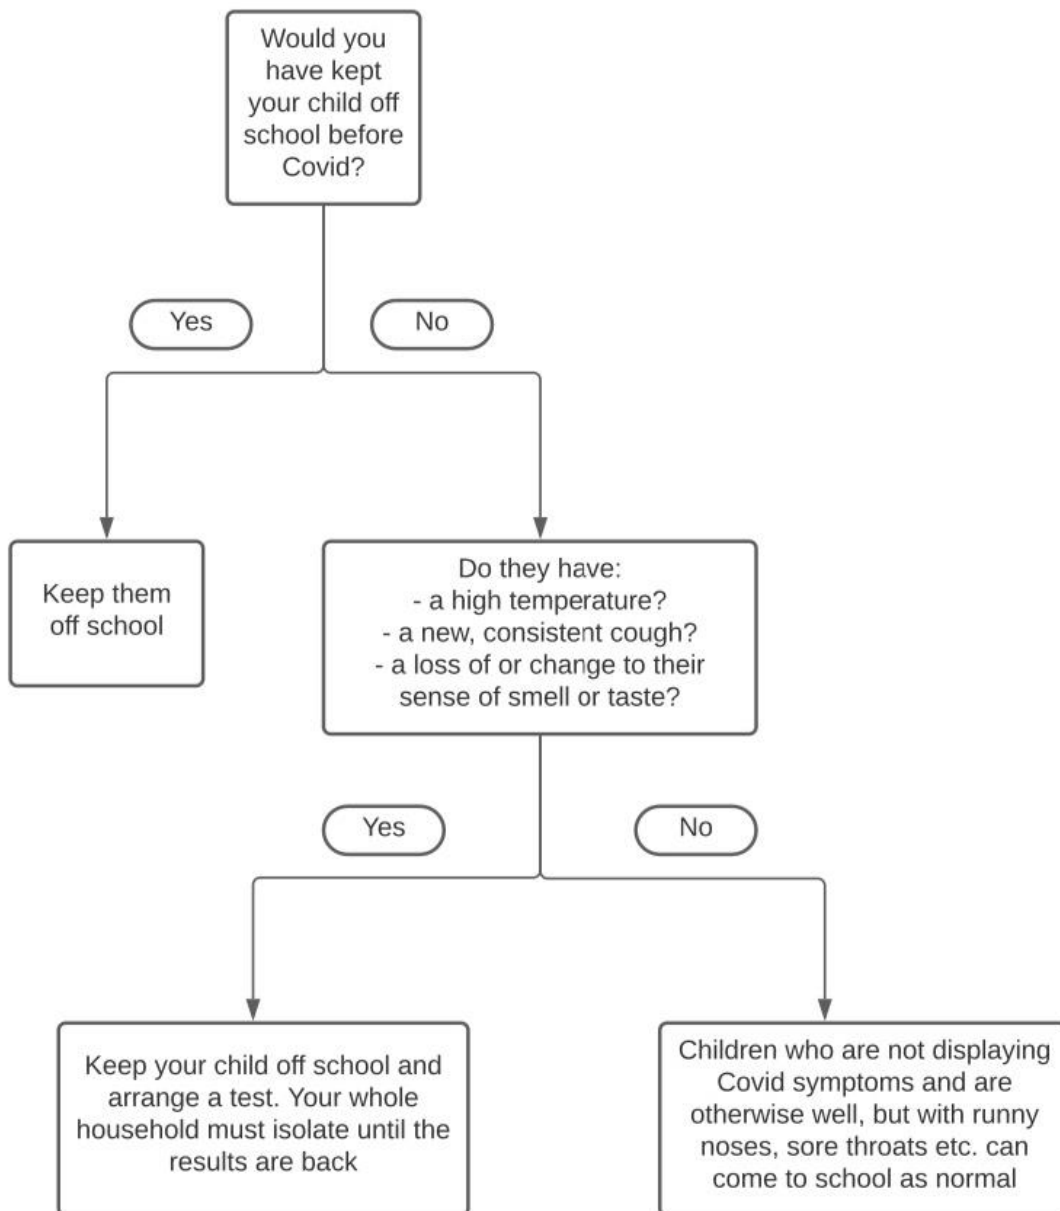 Would you
have kept
your child off
school before
Covid?
Yes
No
Keep them
off school
Do they have:
- a high temperature?
- a new, consistent cough?
- a loss of or change to their
sense of smell or taste?
Yes
No
Keep your child off school and
arrange a test. Your whole
household must isolate until the
results are back
Children who are not displaying
Covid symptoms and are
otherwise well, but with runny
noses, sore throats etc. can
come to school as normal